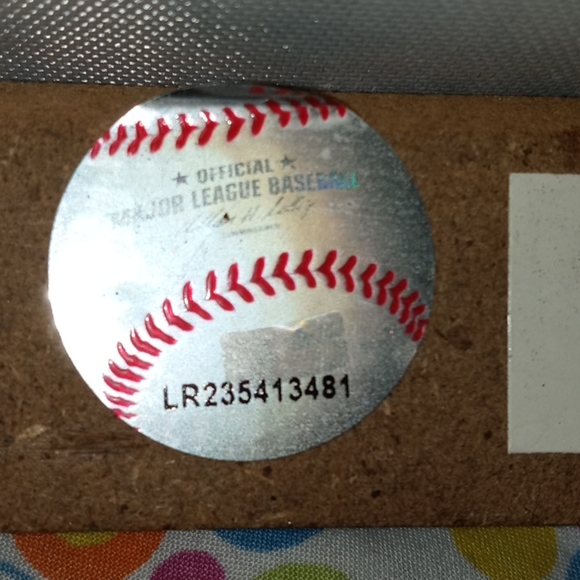 ★ OFFICIAL ★
MAJOR LEAGUE BASEBALL
LR235413481